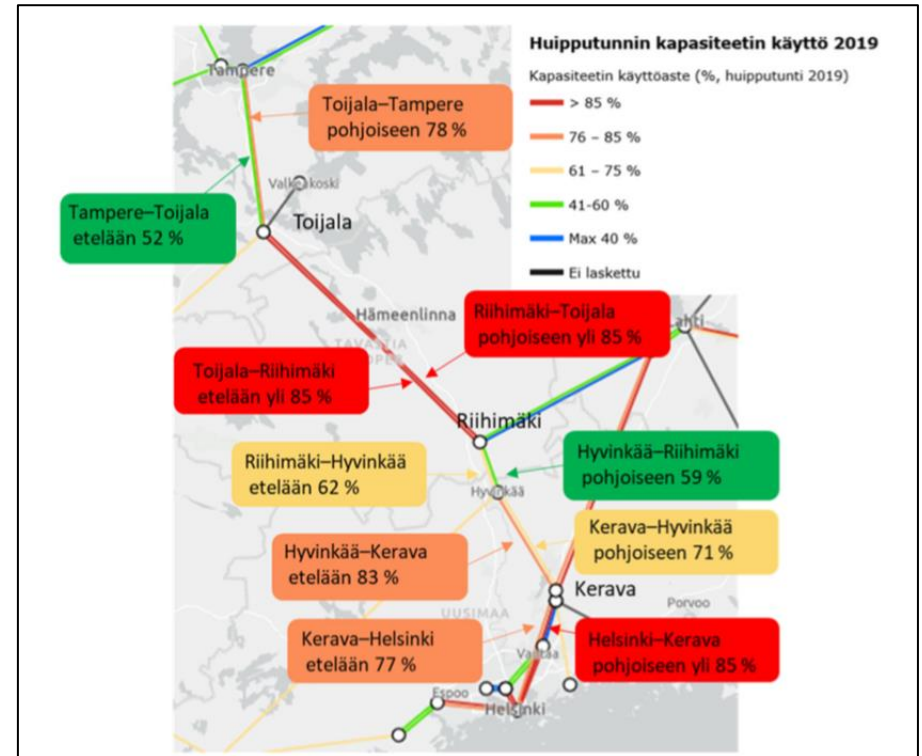 Huipputunnin kapasiteetin käyttö 2019
Kapasiteetin käyttöaste (%, huipputunti 2019)
> 85 %
76 – 85 %
61 – 75 %
41-60 %
Max 40 %
Ei laskettu
Tampere
Toijala–Tampere
pohjoiseen 78 %
Valkeakoski
Tampere–Toijala
etelään 52 %
Toijala
Hämeenlinna
Riihimäki–Toijala
pohjoiseen yli 85 %
TAVASTIA
Toijala–Riihimäki
etelään yli 85 %
Riihimäki
Riihimäki–Hyvinkää
etelään 62 %
Hyvinkää–Riihimäki
pohjoiseen 59 %
Hyvinkää
Kerava–Hyvinkää
pohjoiseen 71 %
Hyvinkää–Kerava
etelään 83 %
Kerava
Porvoo
UUSIMAA
Kerava–Helsinki
etelään 77 %
Helsinki–Kerava
pohjoiseen yli 85 %
Vantaa
Espoo
Helsinki